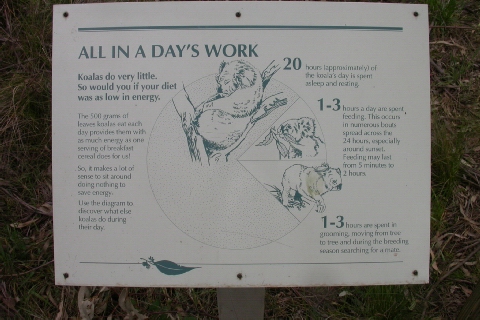 ALL IN A DAY'S WORK
Koalas do very little.
So would you if your diet
was as low in energy.
The 500 grams of
leaves koalas eat each
day provides them with
as much energy as one
serving of breakfast
cereal does for us!
So, it makes a lot of
sense to sit around
doing nothing to
save energy.
Use the diagram to
discover what else
koalas do during
their day.
20 hours (approximately) of
the koala's day is spent
asleep and resting.
1-3 hours a day are spent
feeding. This occurs
in numerous bouts
spread across the
24 hours, especially
around sunset.
Feeding may last
from 5 minutes to
2 hours.
1-3 hours are spent in
grooming, moving from tree
to tree and during the breeding
season searching for a mate.